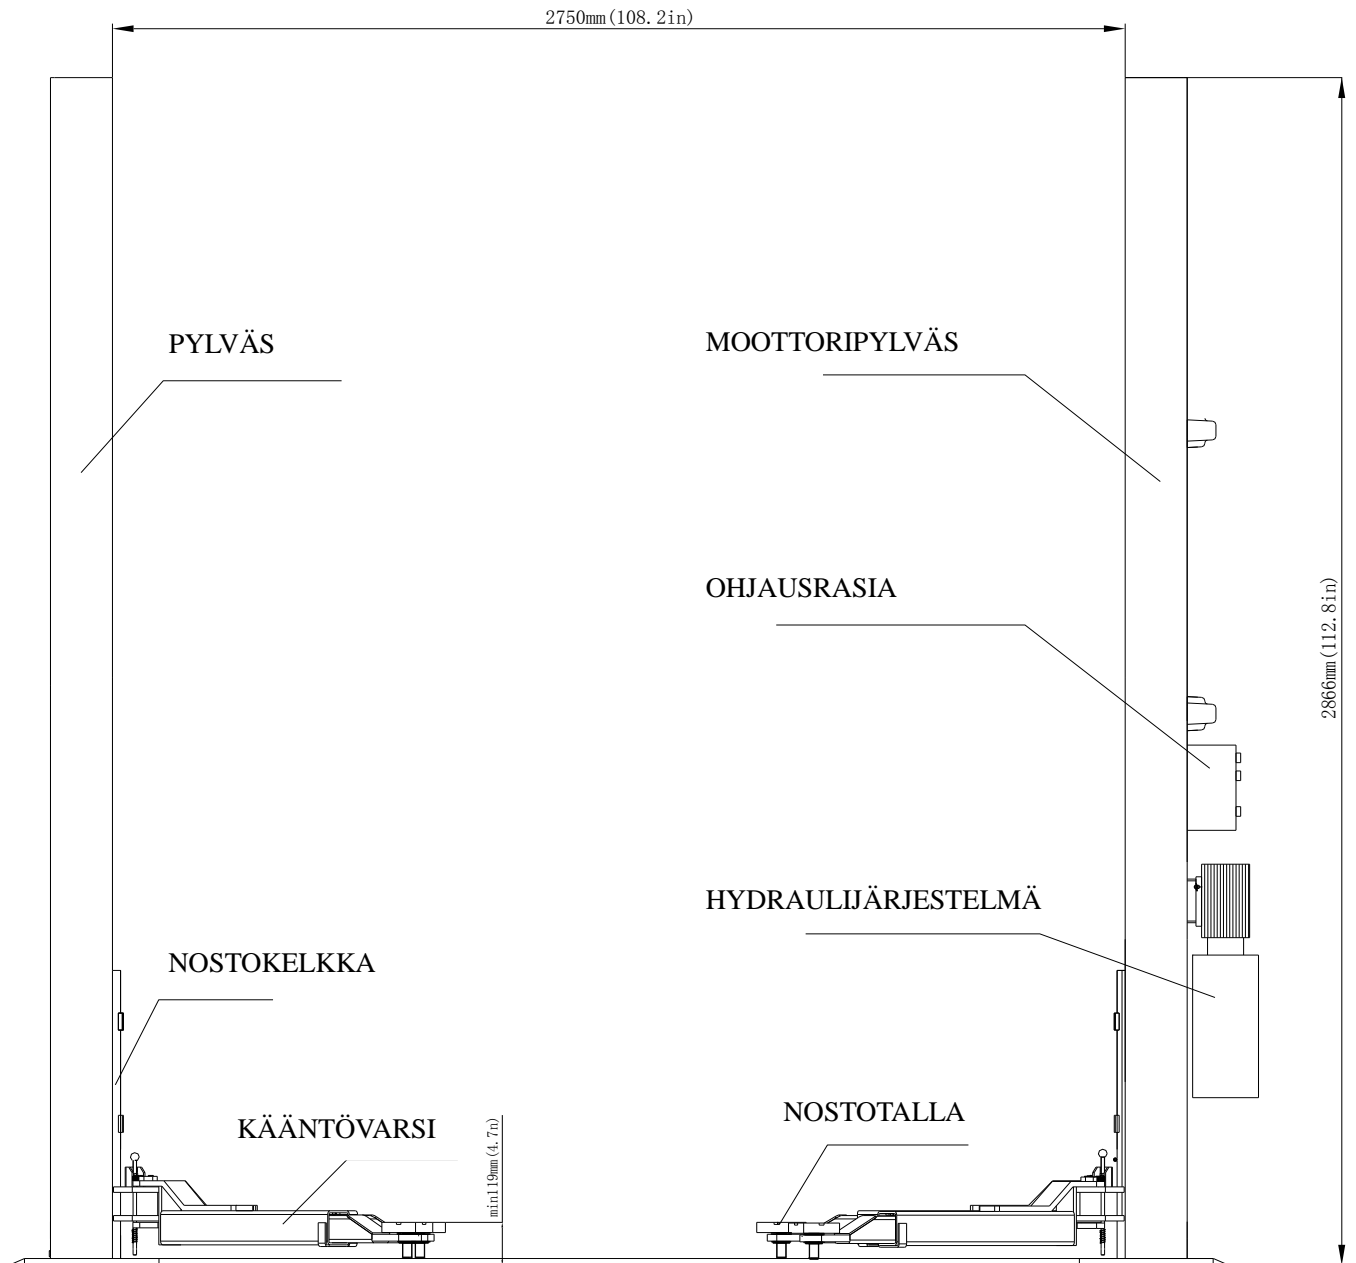 2750mm(108.2in)
PYLVÄS
MOOTTORIPYLVÄS
OHJAUSRASIA
2866mm(112.8in)
HYDRAULIJÄRJESTELMÄ
NOSTOKELKKA
NOSTOTALLA
KÄÄNTÖVARSI
min119mm(4.7n)